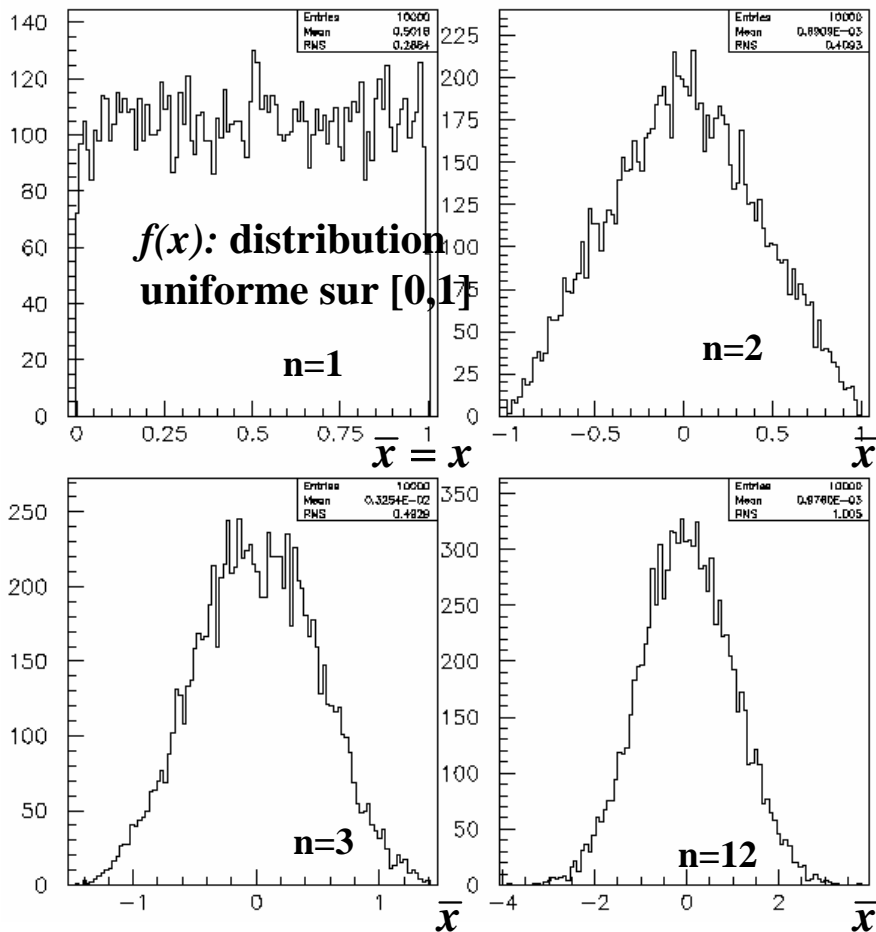 Entries 10000
Mean 0.5018
RMS 0.2884
140
120
100
80
60
40
20
0
0 0.25 0.5 0.75 1
f(x): distribution
uniforme sur [0,1]
n=1
x̅ = x
Entries 10000
Mean 0.8909E-03
RMS 0.4093
225
200
175
150
125
100
75
50
25
0
−1 −0.5 0 0.5 1
n=2
x̅
Entries 10000
Mean 0.3254E-02
RMS 0.4929
250
200
150
100
50
0
−1 0 1
n=3
x̅
Entries 10000
Mean 0.9760E-03
RMS 1.005
350
300
250
200
150
100
50
0
−4 −2 0 2
n=12
x̅